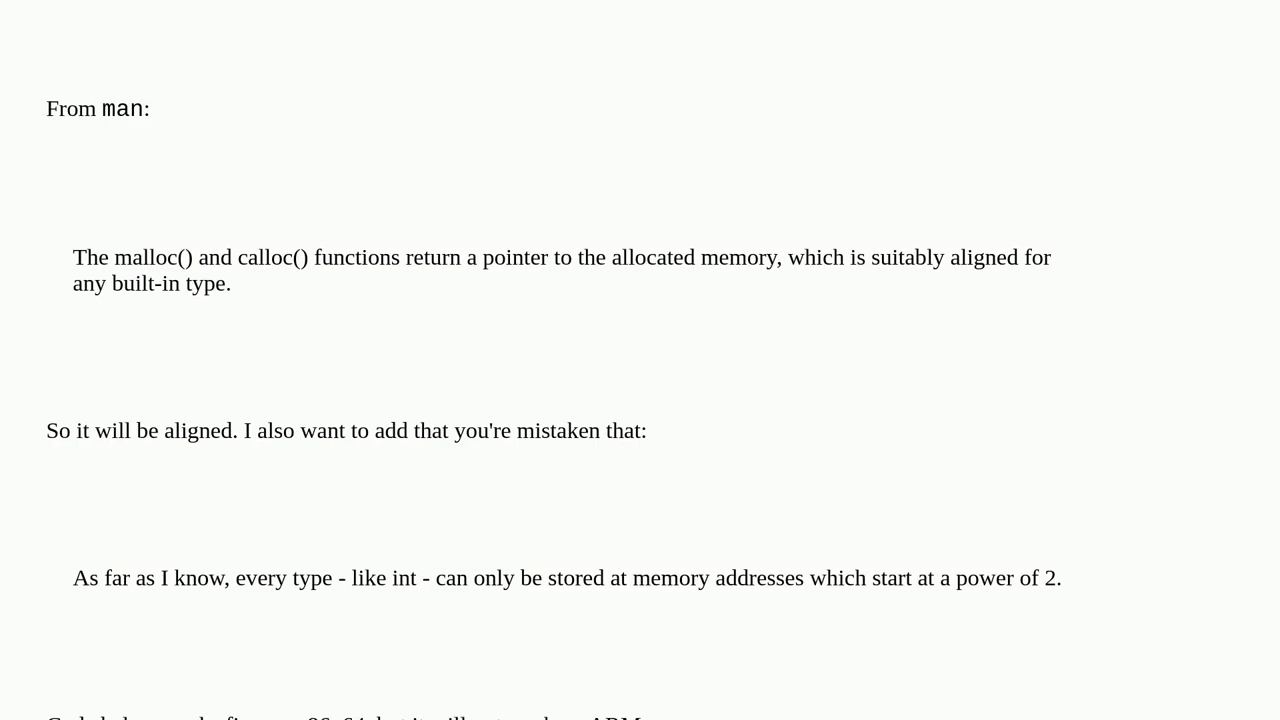 From man:
The malloc() and calloc() functions return a pointer to the allocated memory, which is suitably aligned for
any built-in type.
So it will be aligned. I also want to add that you're mistaken that:
As far as I know, every type - like int - can only be stored at memory addresses which start at a power of 2.